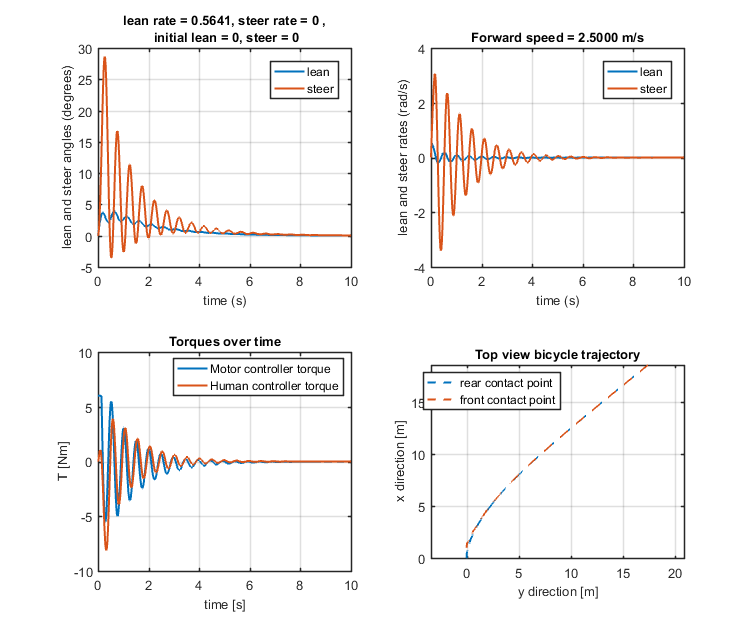 lean rate = 0.5641, steer rate = 0 ,
initial lean = 0, steer = 0
lean and steer angles (degrees)
30
25
20
15
10
5
0
-5
0 2 4 6 8 10
time (s)
lean
steer
Forward speed = 2.5000 m/s
lean and steer rates (rad/s)
4
2
0
-2
-4
0 2 4 6 8 10
time (s)
lean
steer
Torques over time
T [Nm]
10
5
0
-5
-10
0 2 4 6 8 10
time [s]
Motor controller torque
Human controller torque
Top view bicycle trajectory
x direction [m]
15
10
5
0
0 5 10 15 20
y direction [m]
rear contact point
front contact point